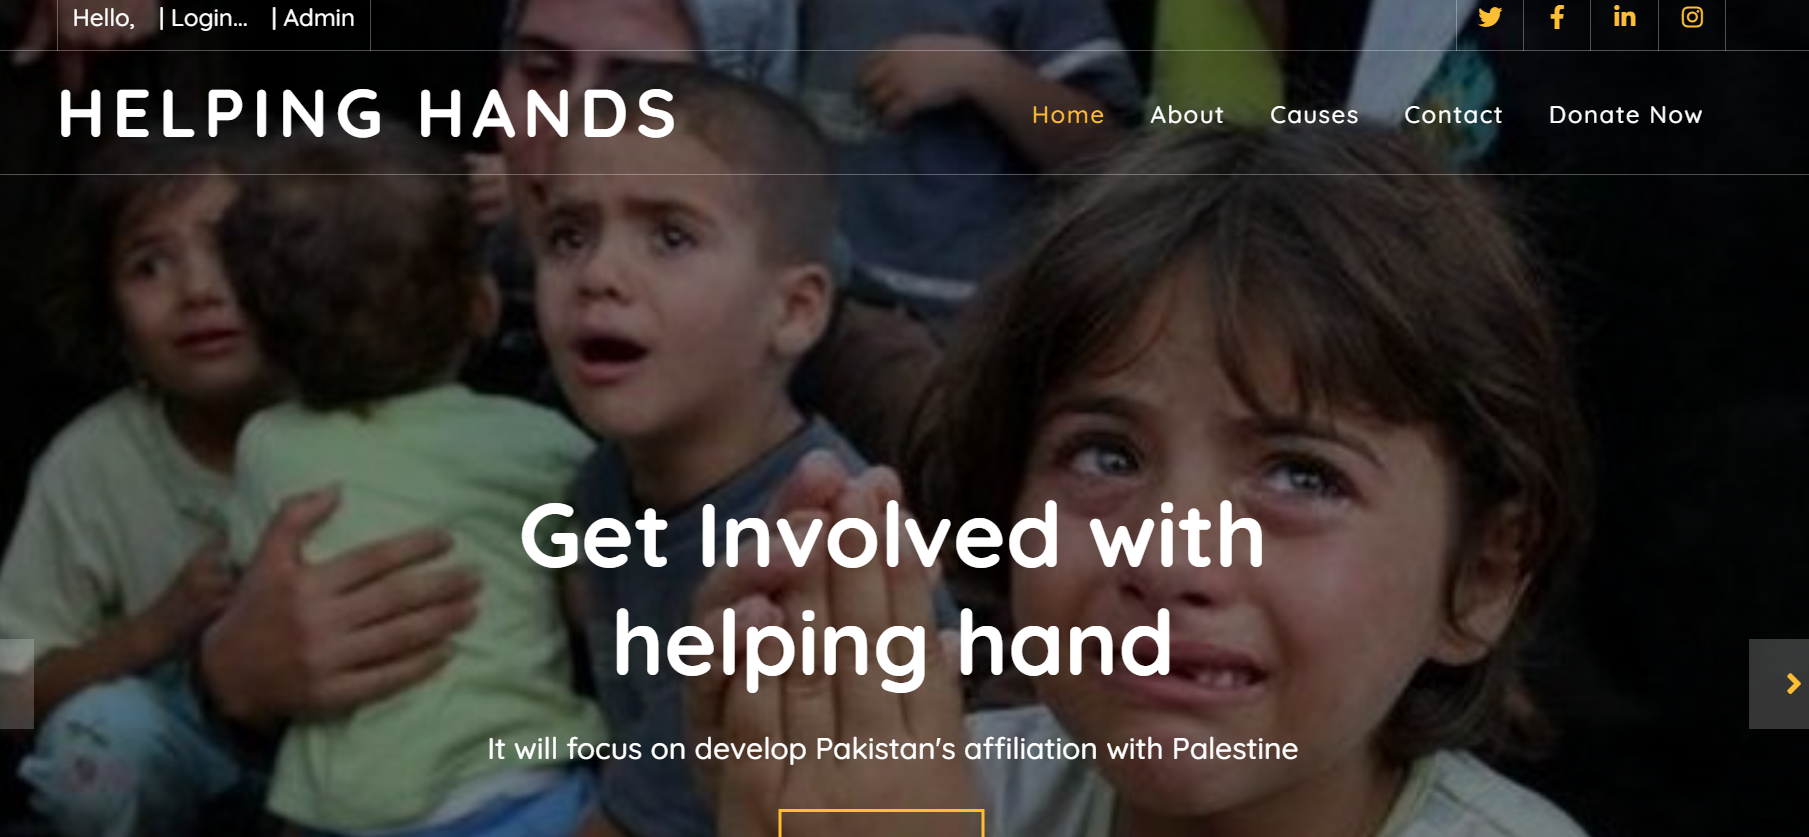 Hello, | Login... | Admin
HELPING HANDS
Home About Causes Contact Donate Now
Get Involved with
helping hand
It will focus on develop Pakistan's affiliation with Palestine